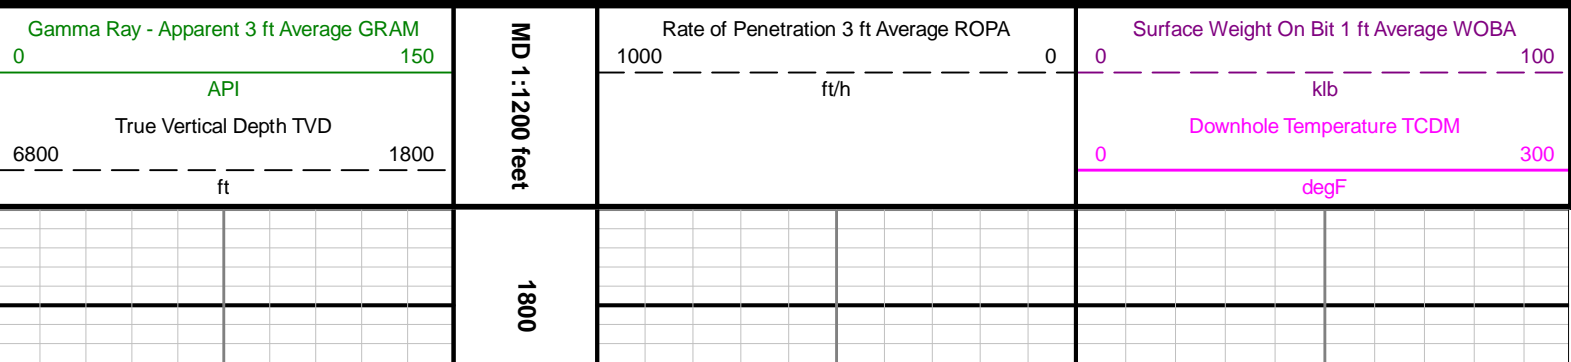 Gamma Ray - Apparent 3 ft Average GRAM
0 150
API
True Vertical Depth TVD
6800 1800
ft
MD 1:1200 feet
Rate of Penetration 3 ft Average ROPA
1000 0
ft/h
Surface Weight On Bit 1 ft Average WOBA
0 100
klb
Downhole Temperature TCDM
0 300
degF
1800